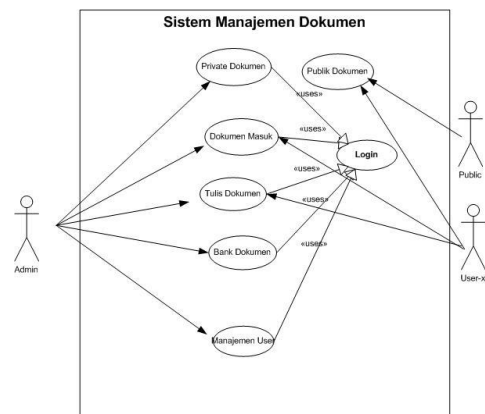 Sistem Manajemen Dokumen
Private Dokumen
Publik Dokumen
«uses»
Dokumen Masuk
«uses»
Login
Public
Tulis Dokumen
«uses»
«uses»
Admin
Bank Dokumen
«uses»
User-x
Manajemen User